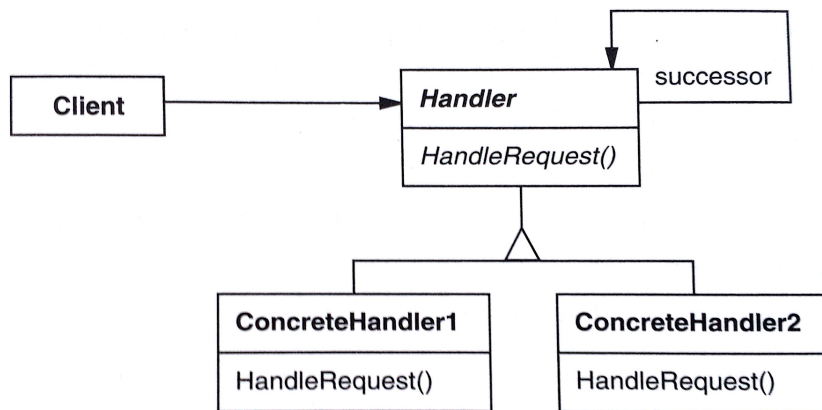 Client
Handler
successor
HandleRequest()
ConcreteHandler1
ConcreteHandler2
HandleRequest()
HandleRequest()